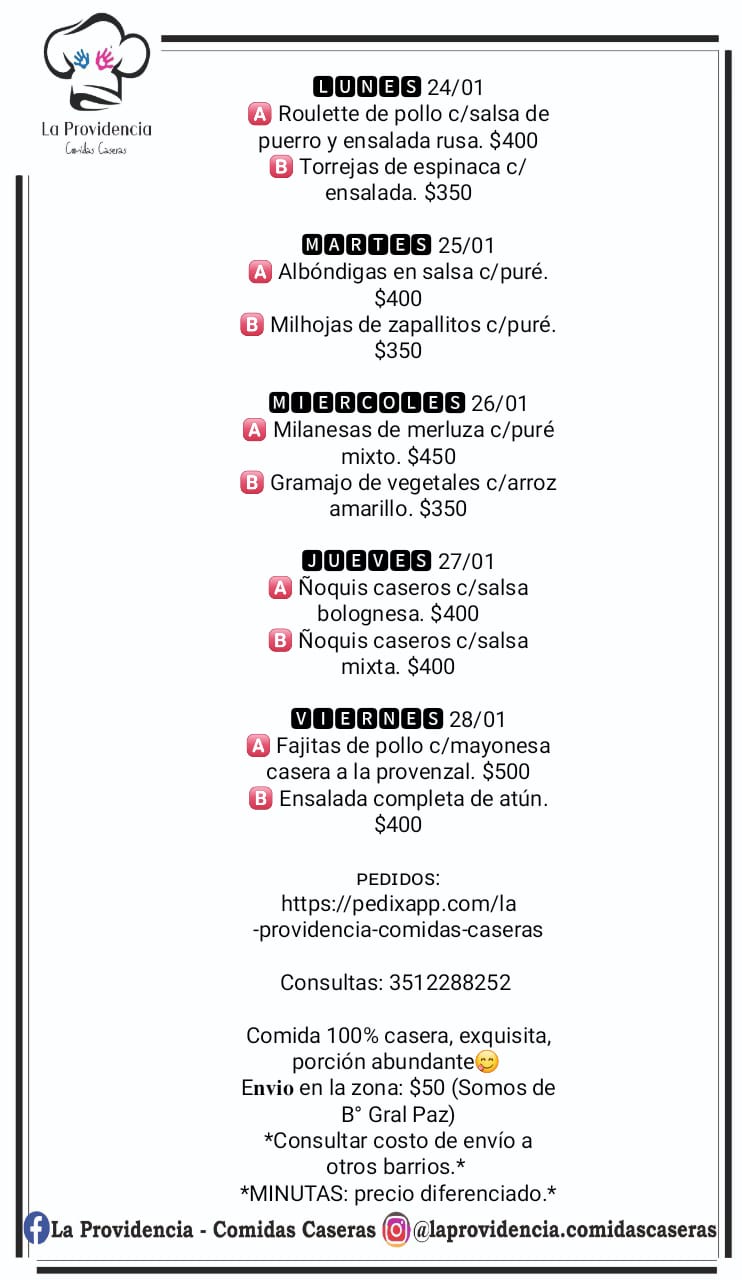 La Providencia
Comidas Caseras
LUNES 24/01
A Roulette de pollo c/salsa de
puerro y ensalada rusa. $400
B Torrejas de espinaca c/
ensalada. $350
MARTES 25/01
A Albóndigas en salsa c/puré.
$400
B Milhojas de zapallitos c/puré.
$350
MIERCOLES 26/01
A Milanesas de merluza c/puré
mixto. $450
B Gramajo de vegetales c/arroz
amarillo. $350
JUEVES 27/01
A Ñoquis caseros c/salsa
bolognesa. $400
B Ñoquis caseros c/salsa
mixta. $400
VIERNES 28/01
A Fajitas de pollo c/mayonesa
casera a la provenzal. $500
B Ensalada completa de atún.
$400
PEDIDOS:
https://pedixapp.com/la
-providencia-comidas-caseras
Consultas: 3512288252
Comida 100% casera, exquisita,
porción abundante😋
Envio en la zona: $50 (Somos de
B° Gral Paz)
*Consultar costo de envío a
otros barrios.*
*MINUTAS: precio diferenciado.*
La Providencia - Comidas Caseras @laprovidencia.comidascaseras